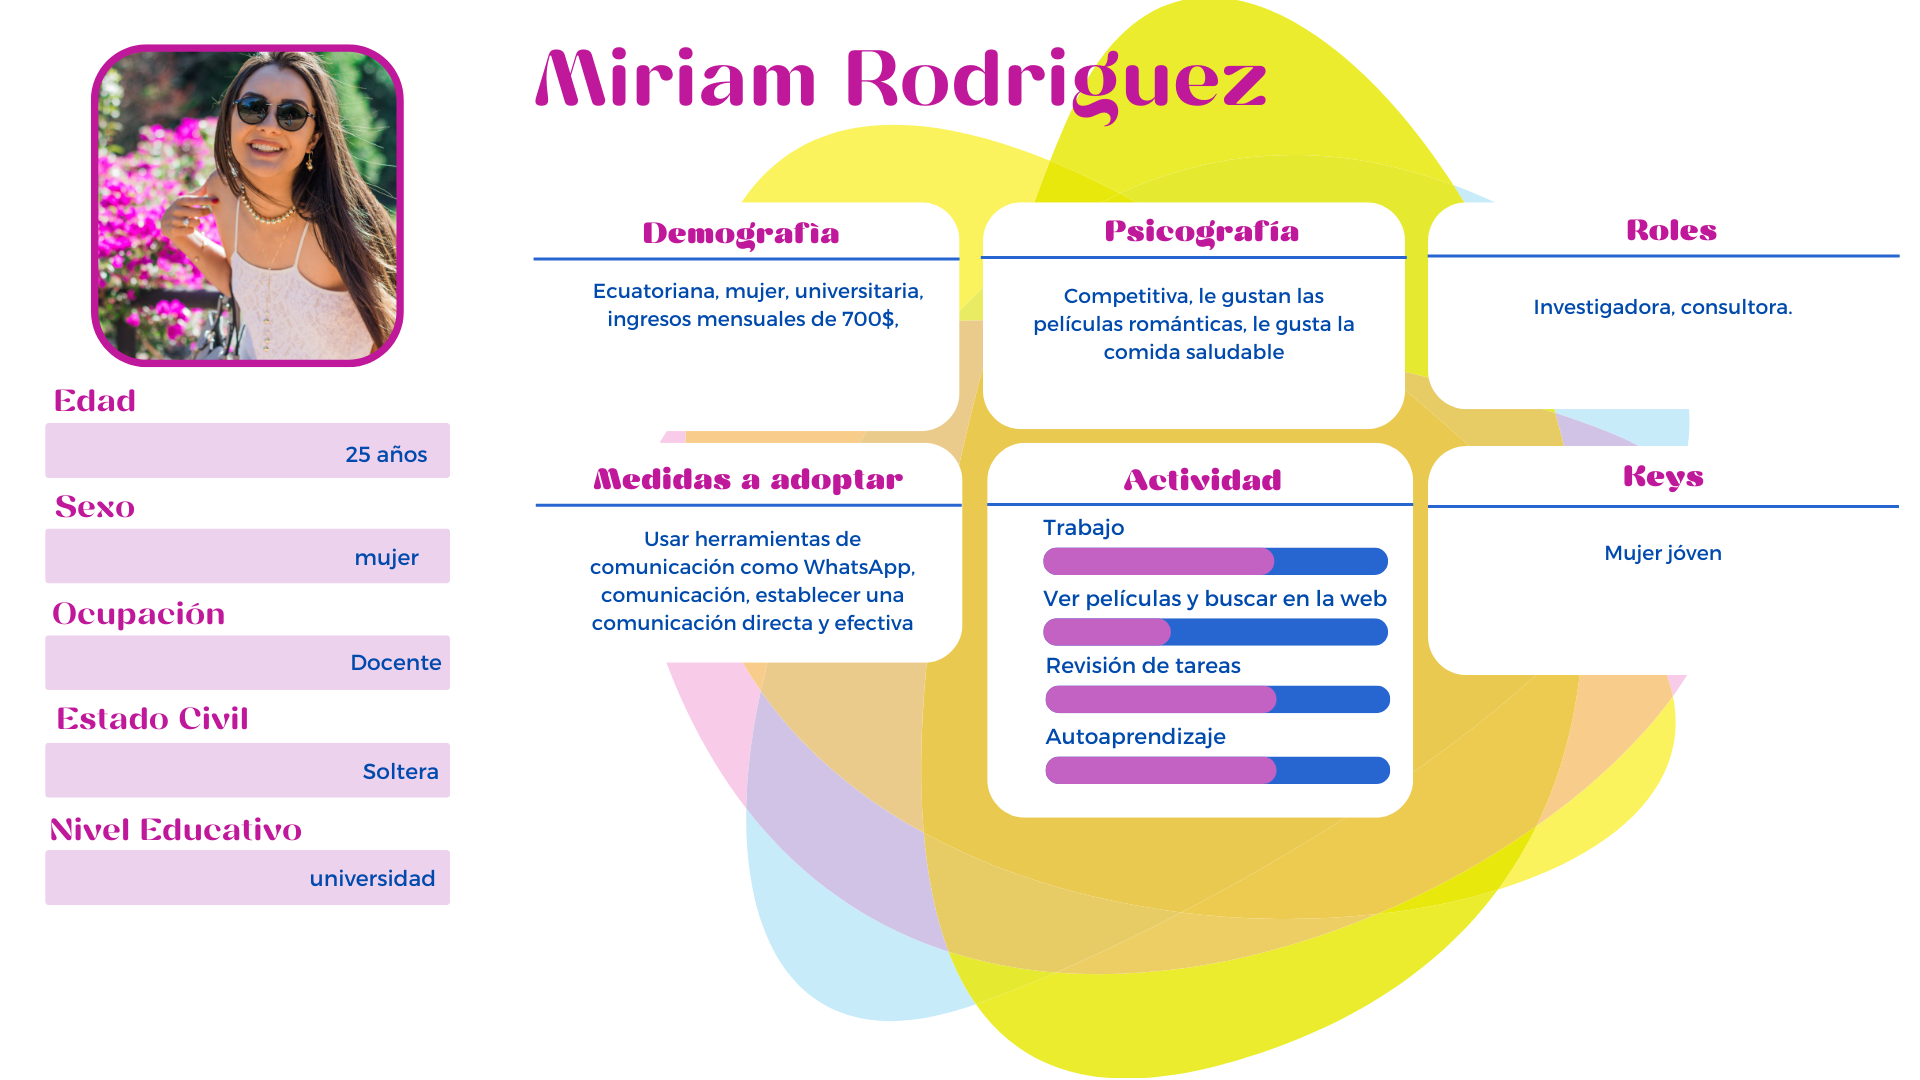 Miriam Rodriguez
Edad
25 años
Sexo
mujer
Ocupación
Docente
Estado Civil
Soltera
Nivel Educativo
universidad
Demografìa
Ecuatoriana, mujer, universitaria,
ingresos mensuales de 700$,
Psicografía
Competitiva, le gustan las
películas románticas, le gusta la
comida saludable
Roles
Investigadora, consultora.
Medidas a adoptar
Usar herramientas de
comunicación como WhatsApp,
comunicación, establecer una
comunicación directa y efectiva
Actividad
Trabajo
Ver películas y buscar en la web
Revisión de tareas
Autoaprendizaje
Keys
Mujer jóven